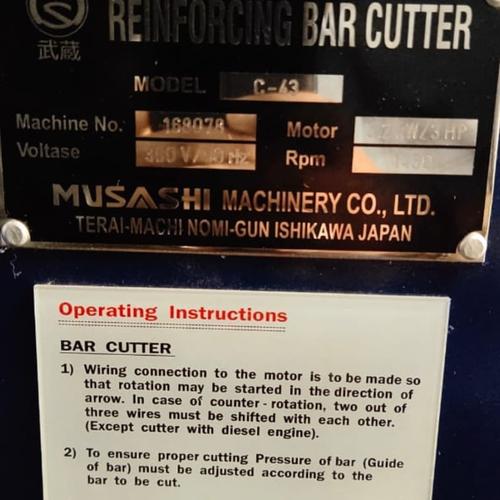 REINFORCING BAR CUTTER
武蔵
MODEL C-43
Machine No. 168078 Motor
Voltase Rpm
MUSASHI MACHINERY CO., LTD.
TERAI-MACHI NOMI-GUN ISHIKAWA JAPAN
Operating Instructions
BAR CUTTER
1) Wiring connection to the motor is to be made so
that rotation may be started in the direction of
arrow. In case of counter - rotation, two out of
three wires must be shifted with each other.
(Except cutter with diesel engine).
2) To ensure proper cutting Pressure of bar (Guide
of bar) must be adjusted according to the
bar to be cut.